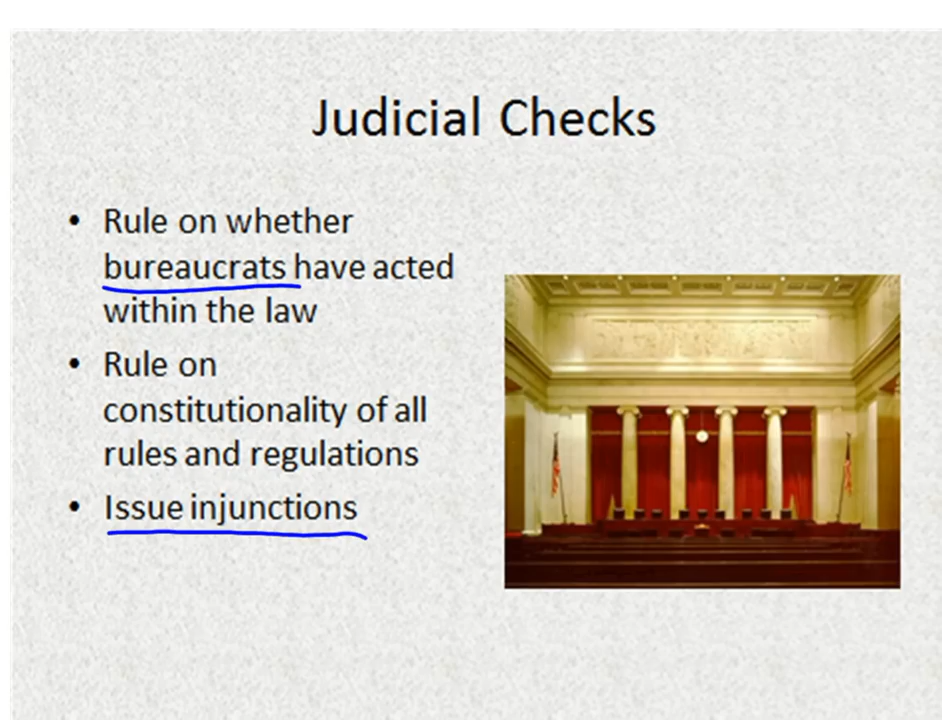 Judicial Checks
• Rule on whether
bureaucrats have acted
within the law
• Rule on
constitutionality of all
rules and regulations
• Issue injunctions